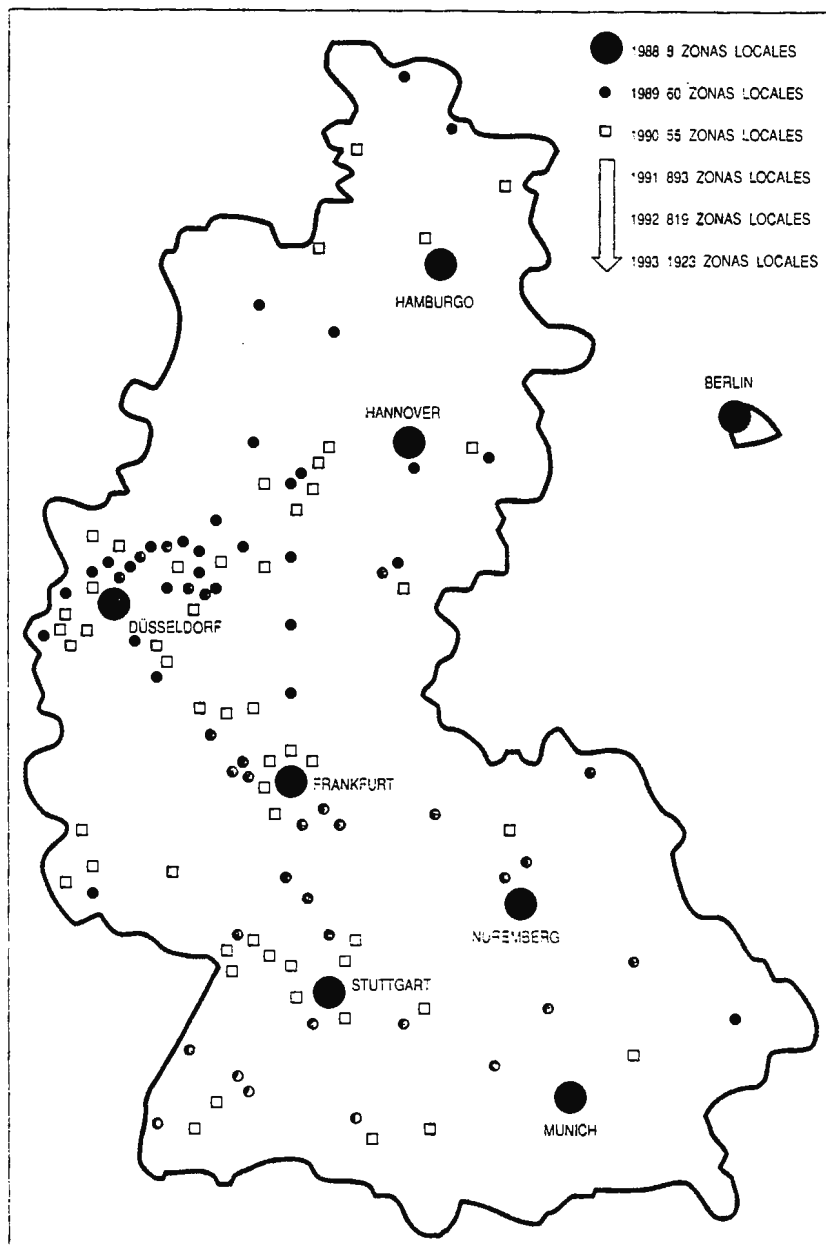 1988 9 ZONAS LOCALES
1989 60 ZONAS LOCALES
1990 55 ZONAS LOCALES
1991 893 ZONAS LOCALES
1992 819 ZONAS LOCALES
1993 1923 ZONAS LOCALES
HAMBURGO
BERLIN
HANNOVER
DÜSSELDORF
FRANKFURT
NUREMBERG
STUTTGART
MUNICH